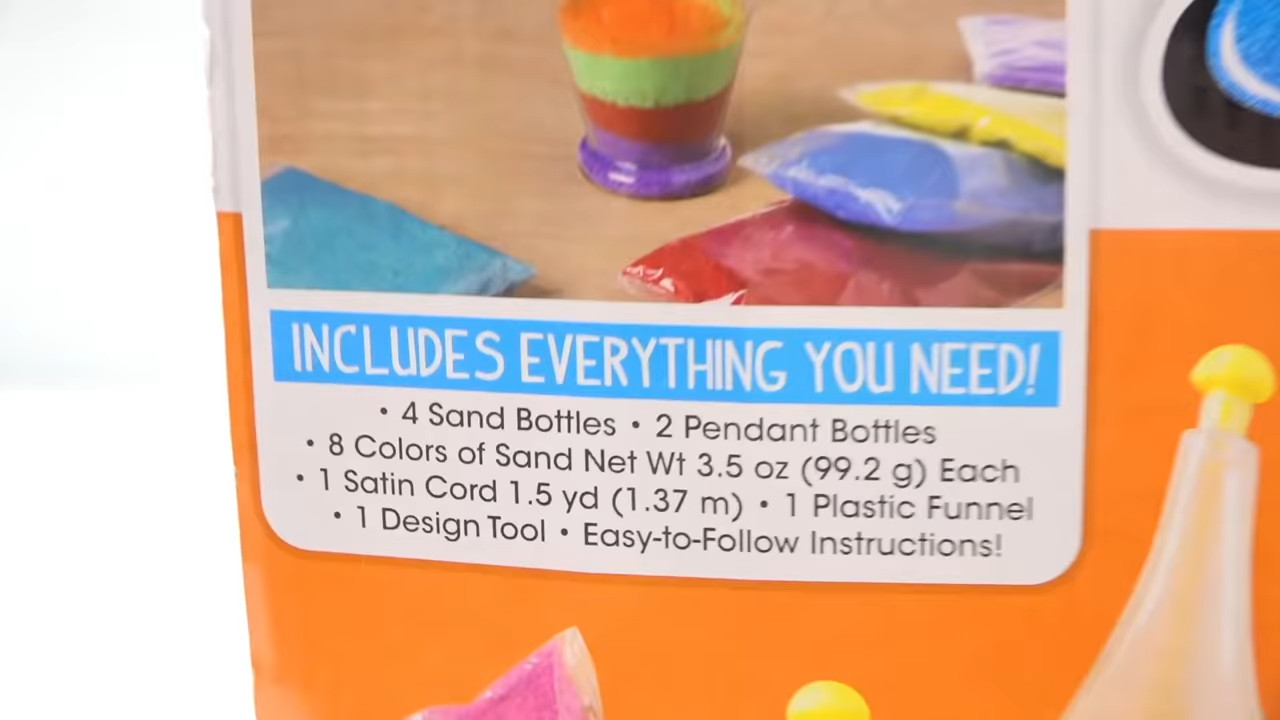 INCLUDES EVERYTHING YOU NEED!
• 4 Sand Bottles • 2 Pendant Bottles
• 8 Colors of Sand Net Wt 3.5 oz (99.2 g) Each
• 1 Satin Cord 1.5 yd (1.37 m) • 1 Plastic Funnel
• 1 Design Tool • Easy-to-Follow Instructions!